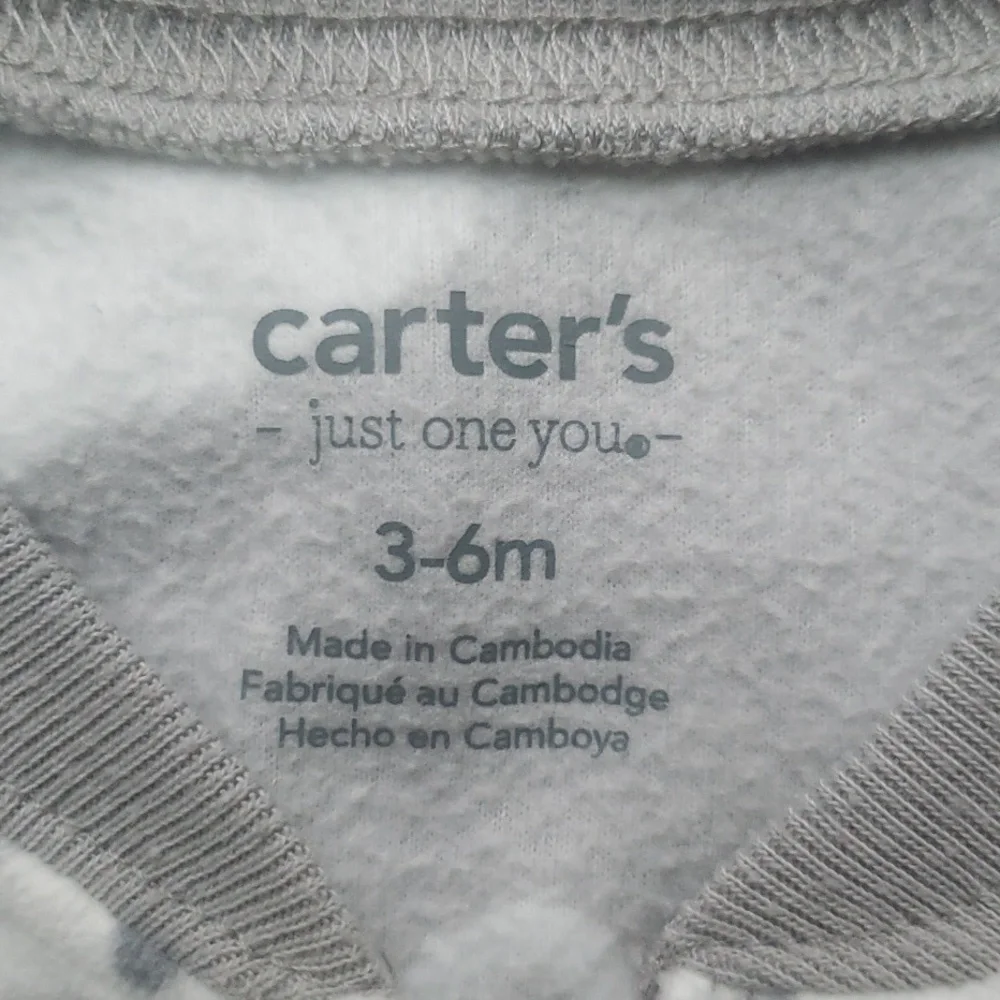 carter's
- just one you. -
3-6m
Made in Cambodia
Fabriqué au Cambodge
Hecho en Camboya